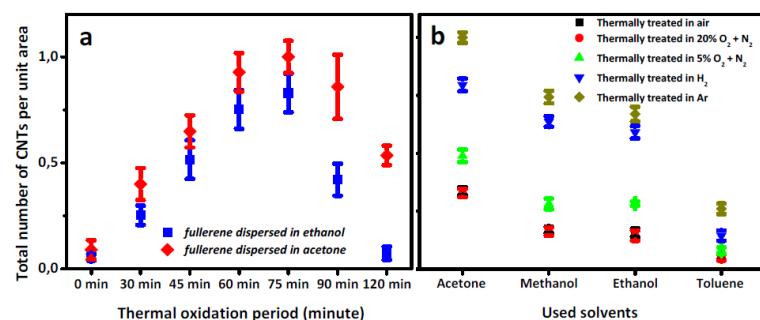 a
Total number of CNTs per unit area
1,0
0,5
0,0
fullerene dispersed in ethanol
fullerene dispersed in acetone
0 min 30 min 45 min 60 min 75 min 90 min 120 min
Thermal oxidation period (minute)
b
Thermally treated in air
Thermally treated in 20% O₂ + N₂
Thermally treated in 5% O₂ + N₂
Thermally treated in H₂
Thermally treated in Ar
Acetone Methanol Ethanol Toluene
Used solvents